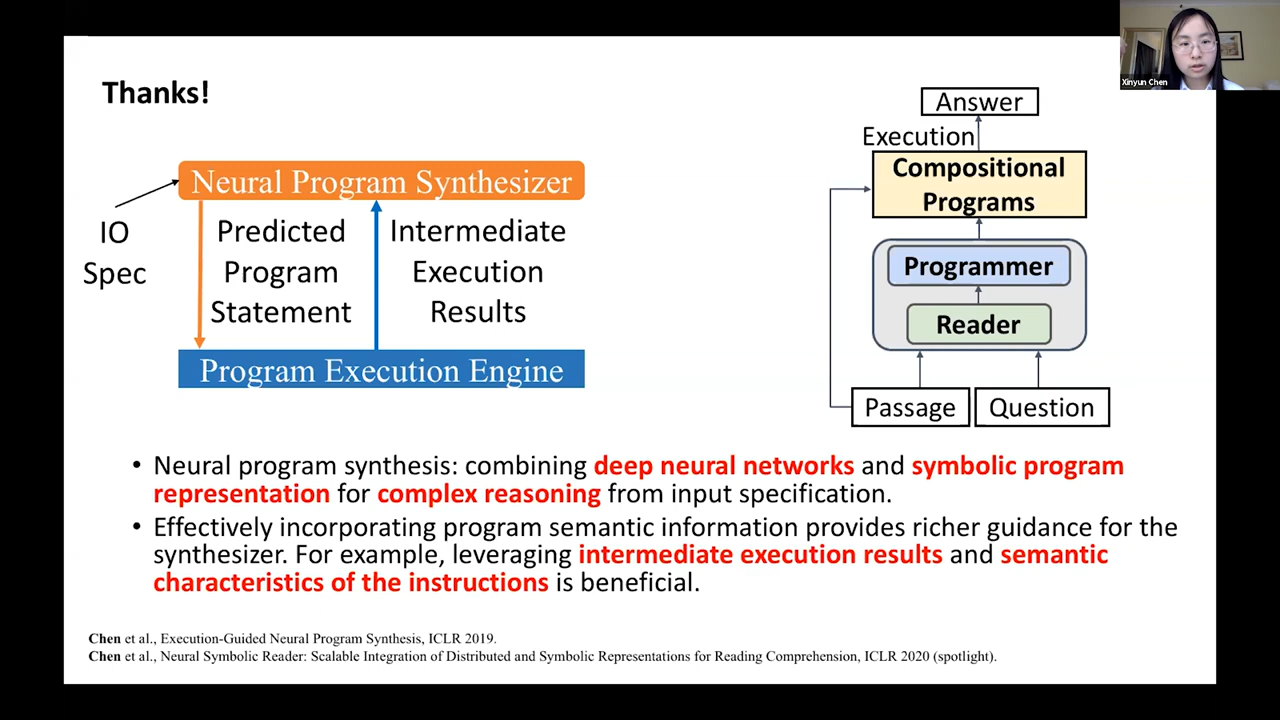 Thanks!
Neural Program Synthesizer
IO
Spec
Predicted
Program
Statement
Intermediate
Execution
Results
Program Execution Engine
Xinyun Chen
Answer
Execution
Compositional
Programs
Programmer
Reader
Passage
Question
• Neural program synthesis: combining deep neural networks and symbolic program
representation for complex reasoning from input specification.
• Effectively incorporating program semantic information provides richer guidance for the
synthesizer. For example, leveraging intermediate execution results and semantic
characteristics of the instructions is beneficial.
Chen et al., Execution-Guided Neural Program Synthesis, ICLR 2019.
Chen et al., Neural Symbolic Reader: Scalable Integration of Distributed and Symbolic Representations for Reading Comprehension, ICLR 2020 (spotlight).